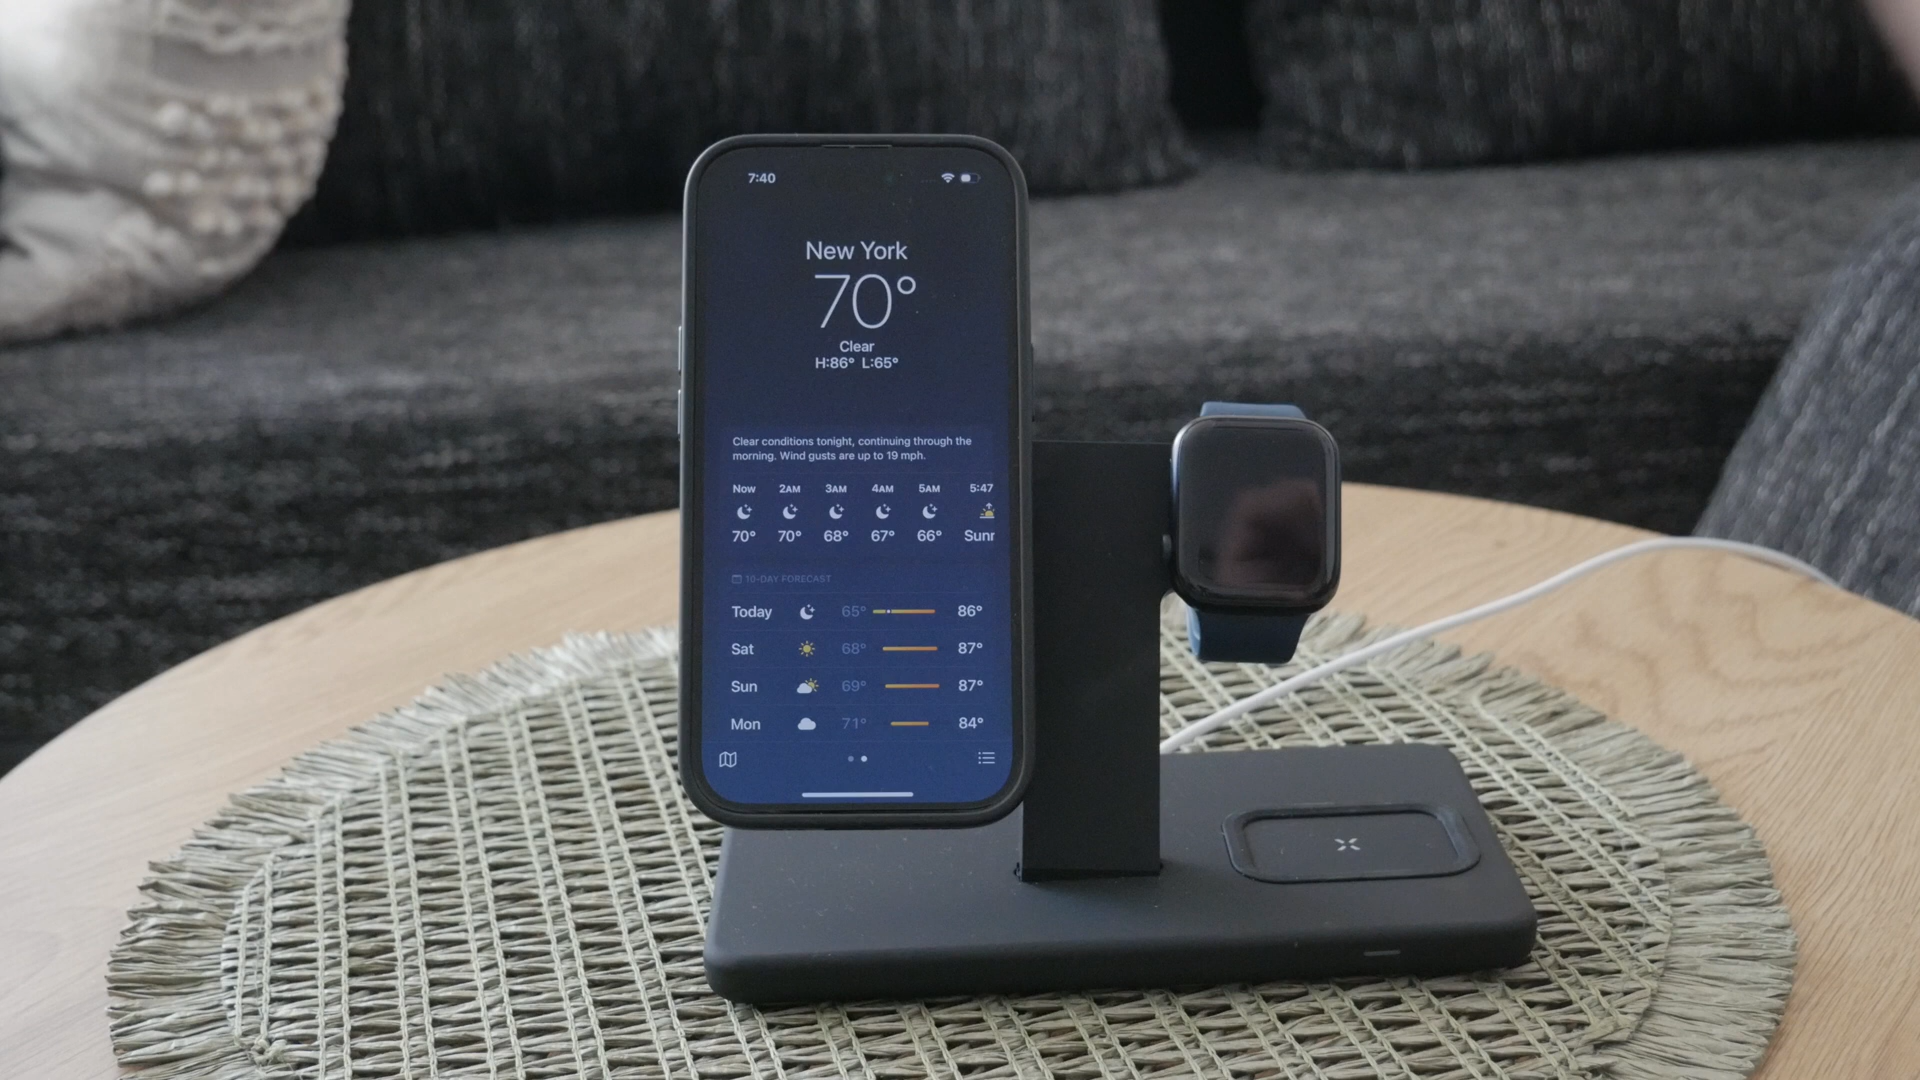 7:40
New York
70°
Clear
H:86° L:65°
Clear conditions tonight, continuing through the
morning. Wind gusts are up to 19 mph.
Now 2AM 3AM 4AM 5AM 5:47
70° 70° 68° 67° 66° Sunr
10-DAY FORECAST
Today 65° 86°
Sat 68° 87°
Sun 69° 87°
Mon 71° 84°